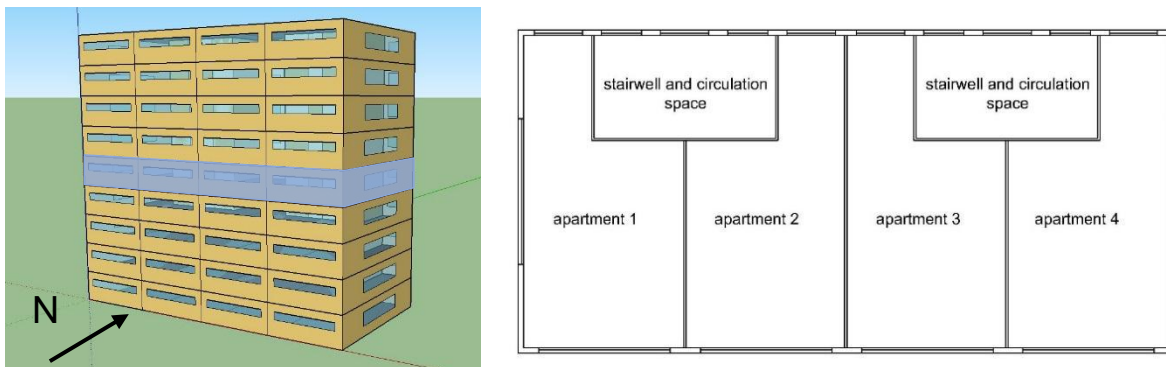 N
stairwell and circulation
space
stairwell and circulation
space
apartment 1
apartment 2
apartment 3
apartment 4